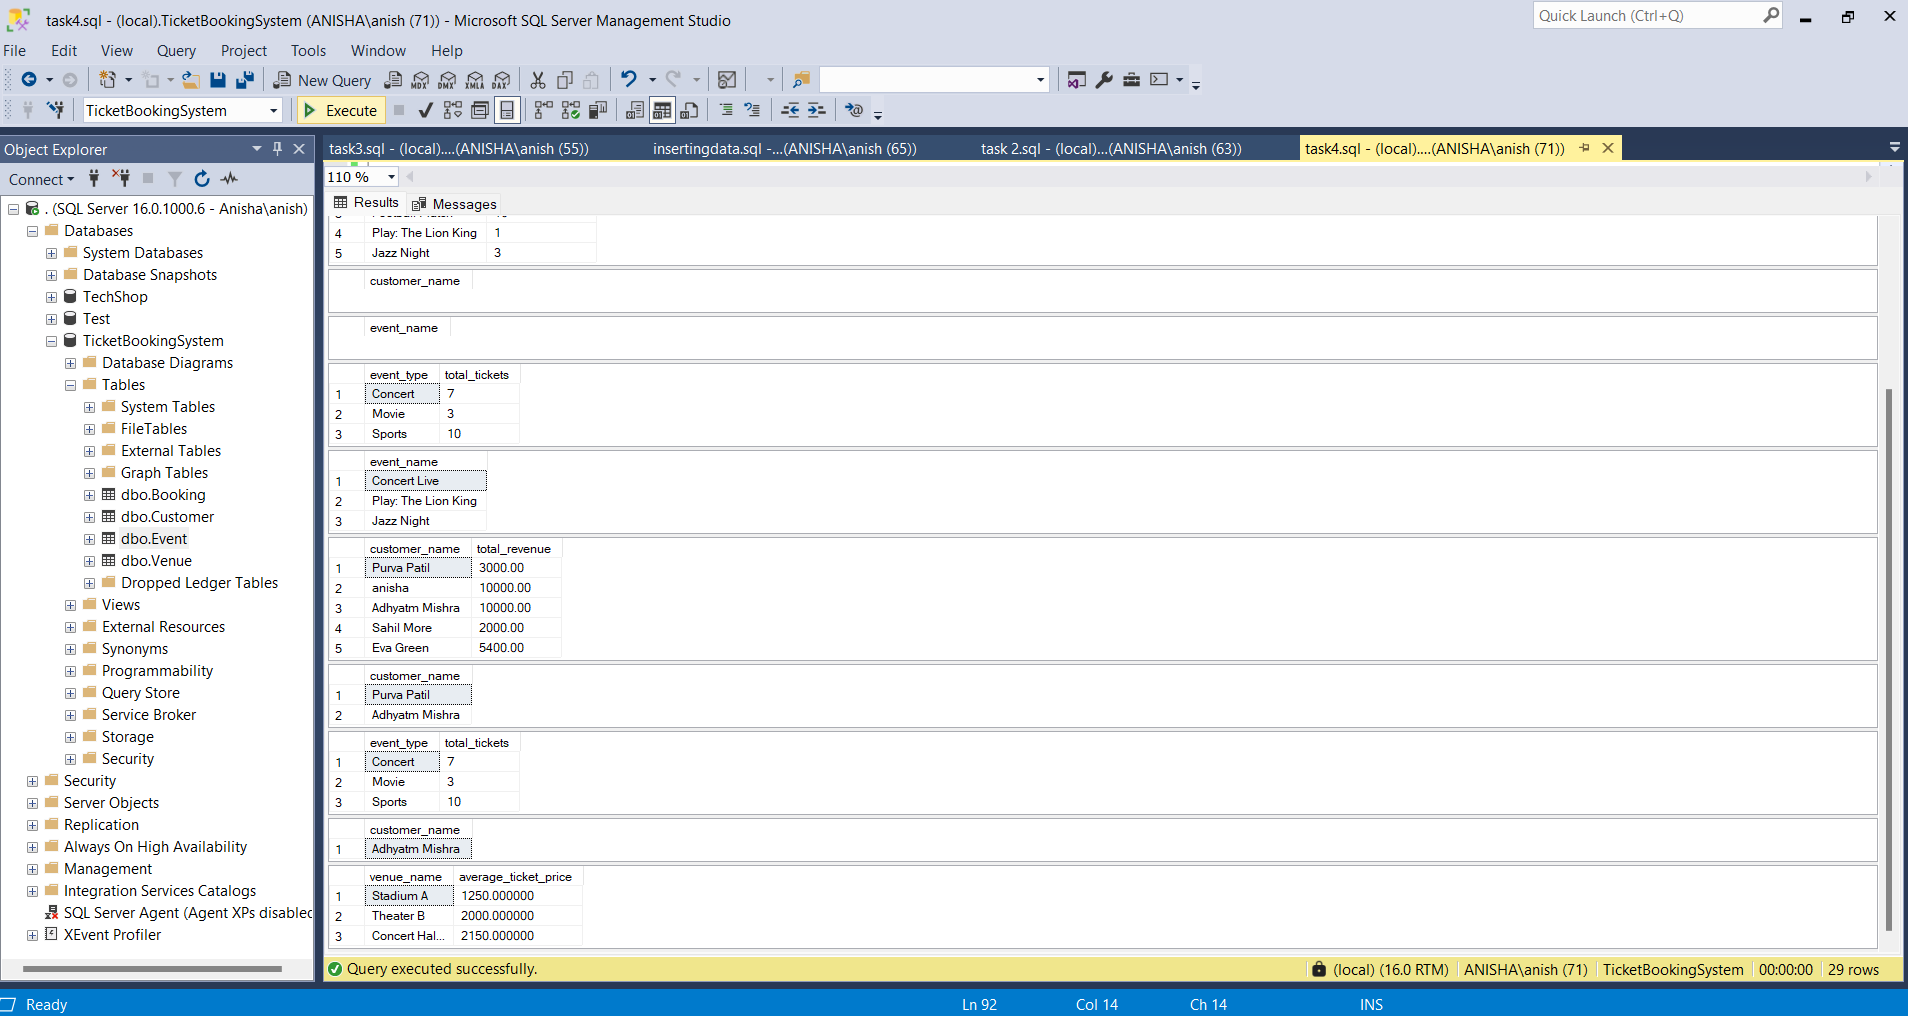 task4.sql - (local).TicketBookingSystem (ANISHA\anish (71)) - Microsoft SQL Server Management Studio
Quick Launch (Ctrl+Q)
File Edit View Query Project Tools Window Help
New Query MDX DMX XMLA DAX
TicketBookingSystem Execute
Object Explorer
task3.sql - (local)....(ANISHA\anish (55)) insertingdata.sql -...(ANISHA\anish (65)) task 2.sql - (local)...(ANISHA\anish (63)) task4.sql - (local)....(ANISHA\anish (71))
Connect
. (SQL Server 16.0.1000.6 - Anisha\anish)
Databases
System Databases
Database Snapshots
TechShop
Test
TicketBookingSystem
Database Diagrams
Tables
System Tables
FileTables
External Tables
Graph Tables
dbo.Booking
dbo.Customer
dbo.Event
dbo.Venue
Dropped Ledger Tables
Views
External Resources
Synonyms
Programmability
Query Store
Service Broker
Storage
Security
Security
Server Objects
Replication
Always On High Availability
Management
Integration Services Catalogs
SQL Server Agent (Agent XPs disabled
XEvent Profiler
110 %
Results Messages
4 Play: The Lion King 1
5 Jazz Night 3
customer_name
event_name
event_type total_tickets
1 Concert 7
2 Movie 3
3 Sports 10
event_name
1 Concert Live
2 Play: The Lion King
3 Jazz Night
customer_name total_revenue
1 Purva Patil 3000.00
2 anisha 10000.00
3 Adhyatm Mishra 10000.00
4 Sahil More 2000.00
5 Eva Green 5400.00
customer_name
1 Purva Patil
2 Adhyatm Mishra
event_type total_tickets
1 Concert 7
2 Movie 3
3 Sports 10
customer_name
1 Adhyatm Mishra
venue_name average_ticket_price
1 Stadium A 1250.000000
2 Theater B 2000.000000
3 Concert Hal... 2150.000000
Query executed successfully. (local) (16.0 RTM) ANISHA\anish (71) TicketBookingSystem 00:00:00 29 rows
Ready Ln 92 Col 14 Ch 14 INS